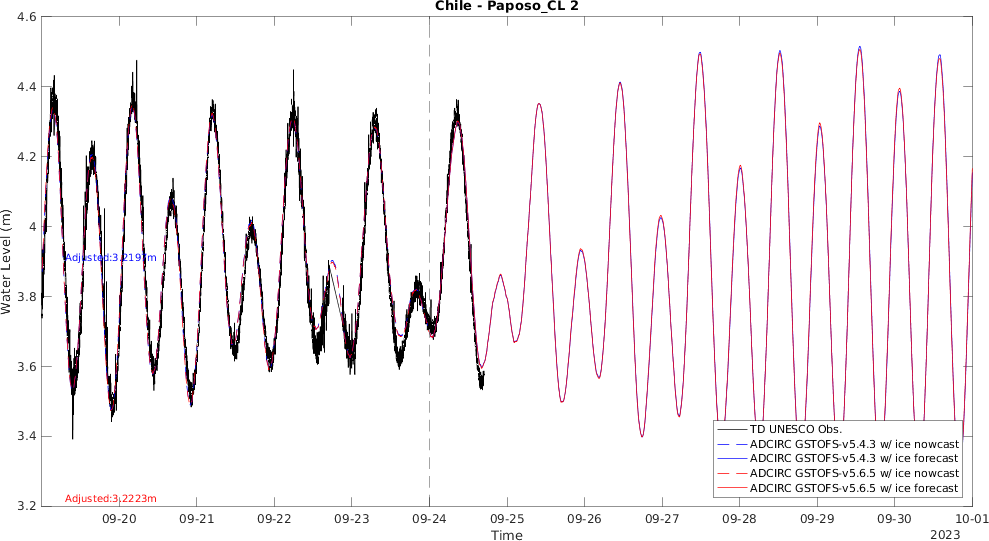 Chile - Paposo_CL 2
4.6
4.4
4.2
4
3.8
3.6
3.4
3.2
Water Level (m)
Adjusted:3.2197m
Adjusted:3.2223m
TD UNESCO Obs.
ADCIRC GSTOFS-v5.4.3 w/ ice nowcast
ADCIRC GSTOFS-v5.4.3 w/ ice forecast
ADCIRC GSTOFS-v5.6.5 w/ ice nowcast
ADCIRC GSTOFS-v5.6.5 w/ ice forecast
09-20 09-21 09-22 09-23 09-24 09-25 09-26 09-27 09-28 09-29 09-30 10-01
Time
2023